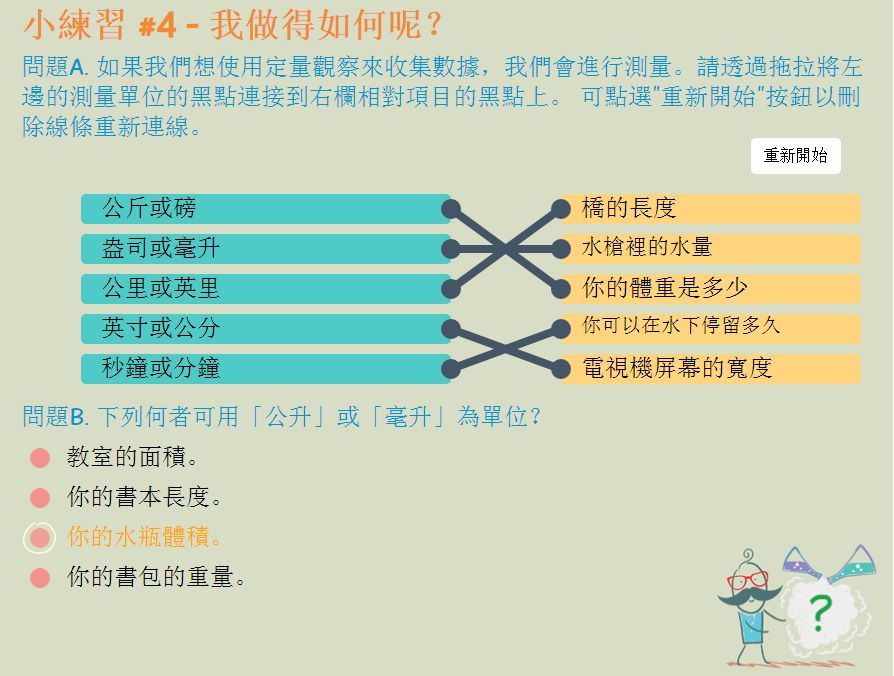 小練習 #4 - 我做得如何呢？
問題A. 如果我們想使用定量觀察來收集數據，我們會進行測量。請透過拖拉將左
邊的測量單位的黑點連接到右欄相對項目的黑點上。 可點選"重新開始"按鈕以刪
除線條重新連線。
重新開始
公斤或磅
橋的長度
盎司或毫升
水槍裡的水量
公里或英里
你的體重是多少
英寸或公分
你可以在水下停留多久
秒鐘或分鐘
電視機屏幕的寬度
問題B. 下列何者可用「公升」或「毫升」為單位？
教室的面積。
你的書本長度。
你的水瓶體積。
你的書包的重量。
?